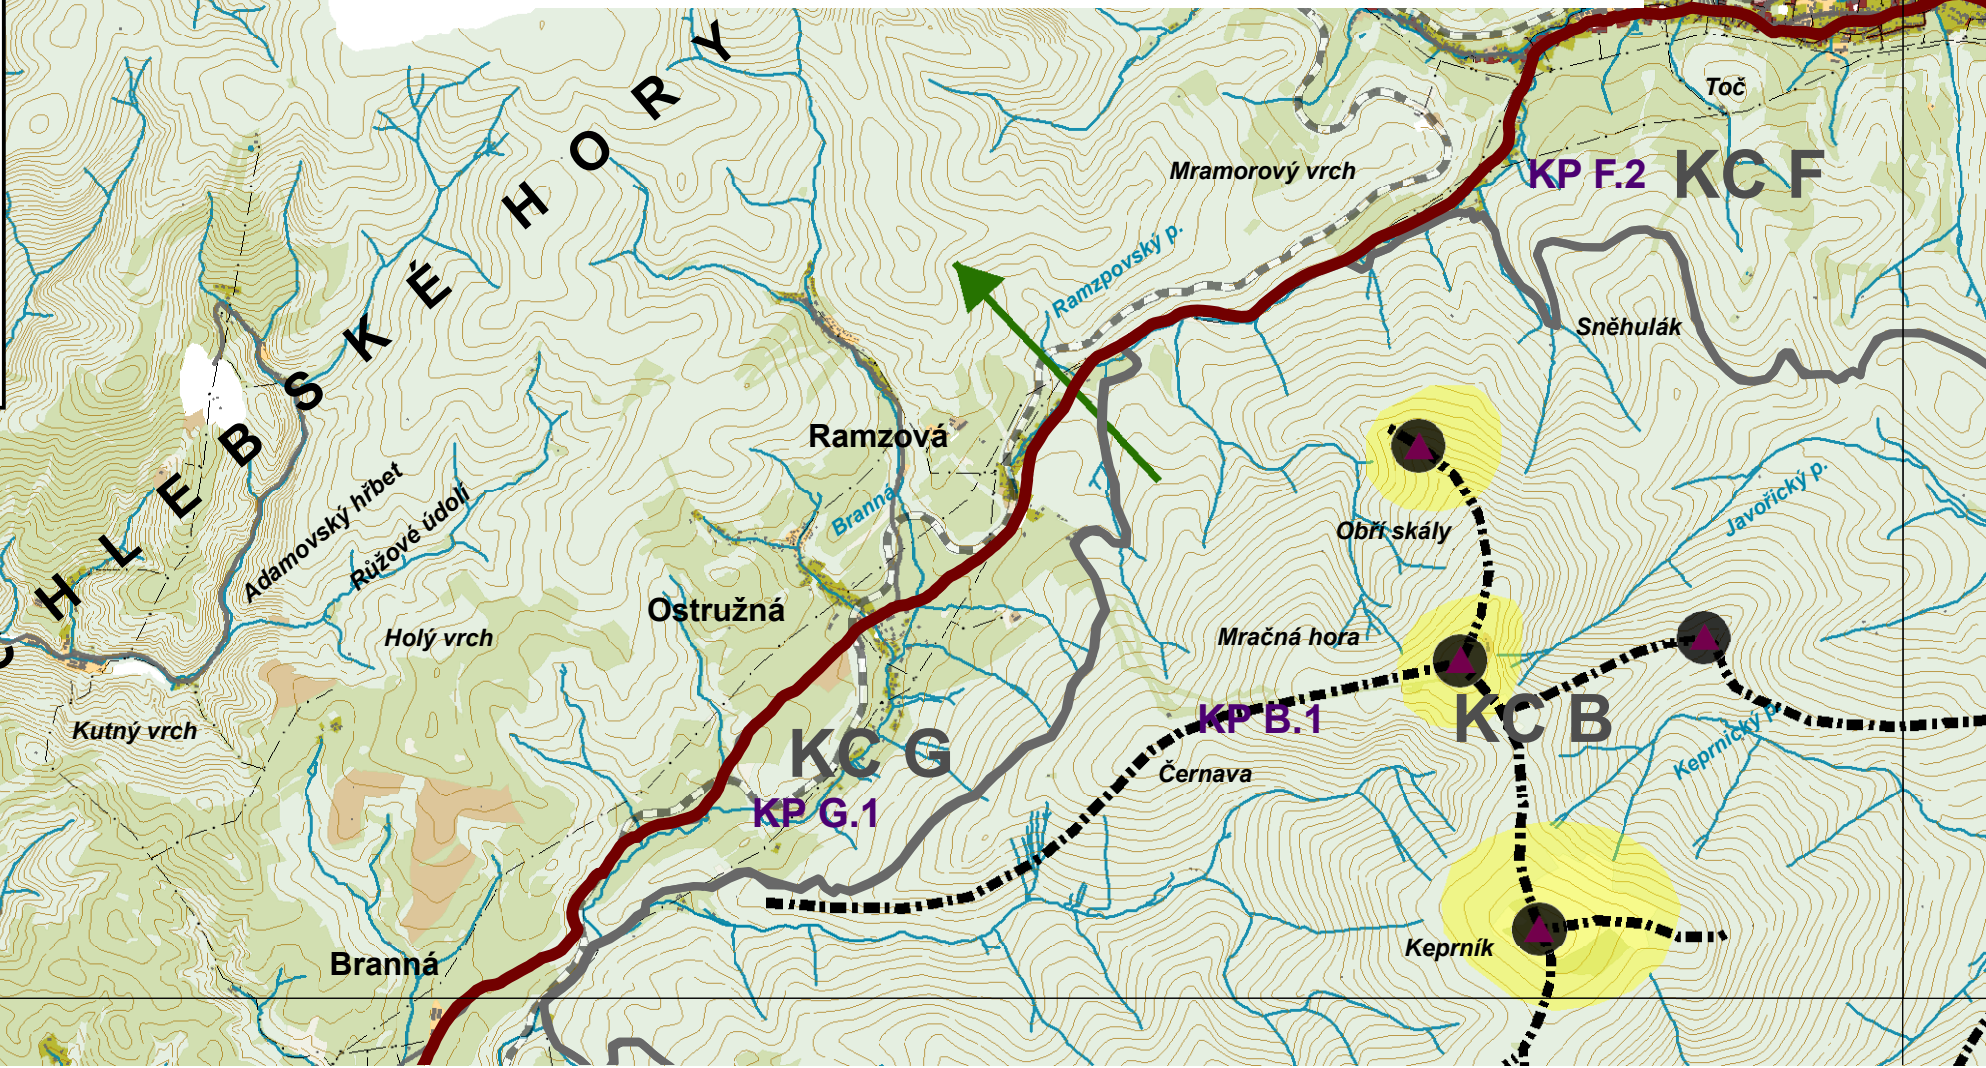 CHLEBSKÉ HORY
Toč
Mramorový vrch
KP F.2
KC F
Ramzpovský p.
Sněhulák
Ramzová
Adamovský hřbet
Růžové údolí
Branná
Obří skály
Javořický p.
Ostružná
Holý vrch
Mračná hora
Kutný vrch
KP B.1
KC B
Keprnický p.
KC G
Černava
KP G.1
Keprník
Branná